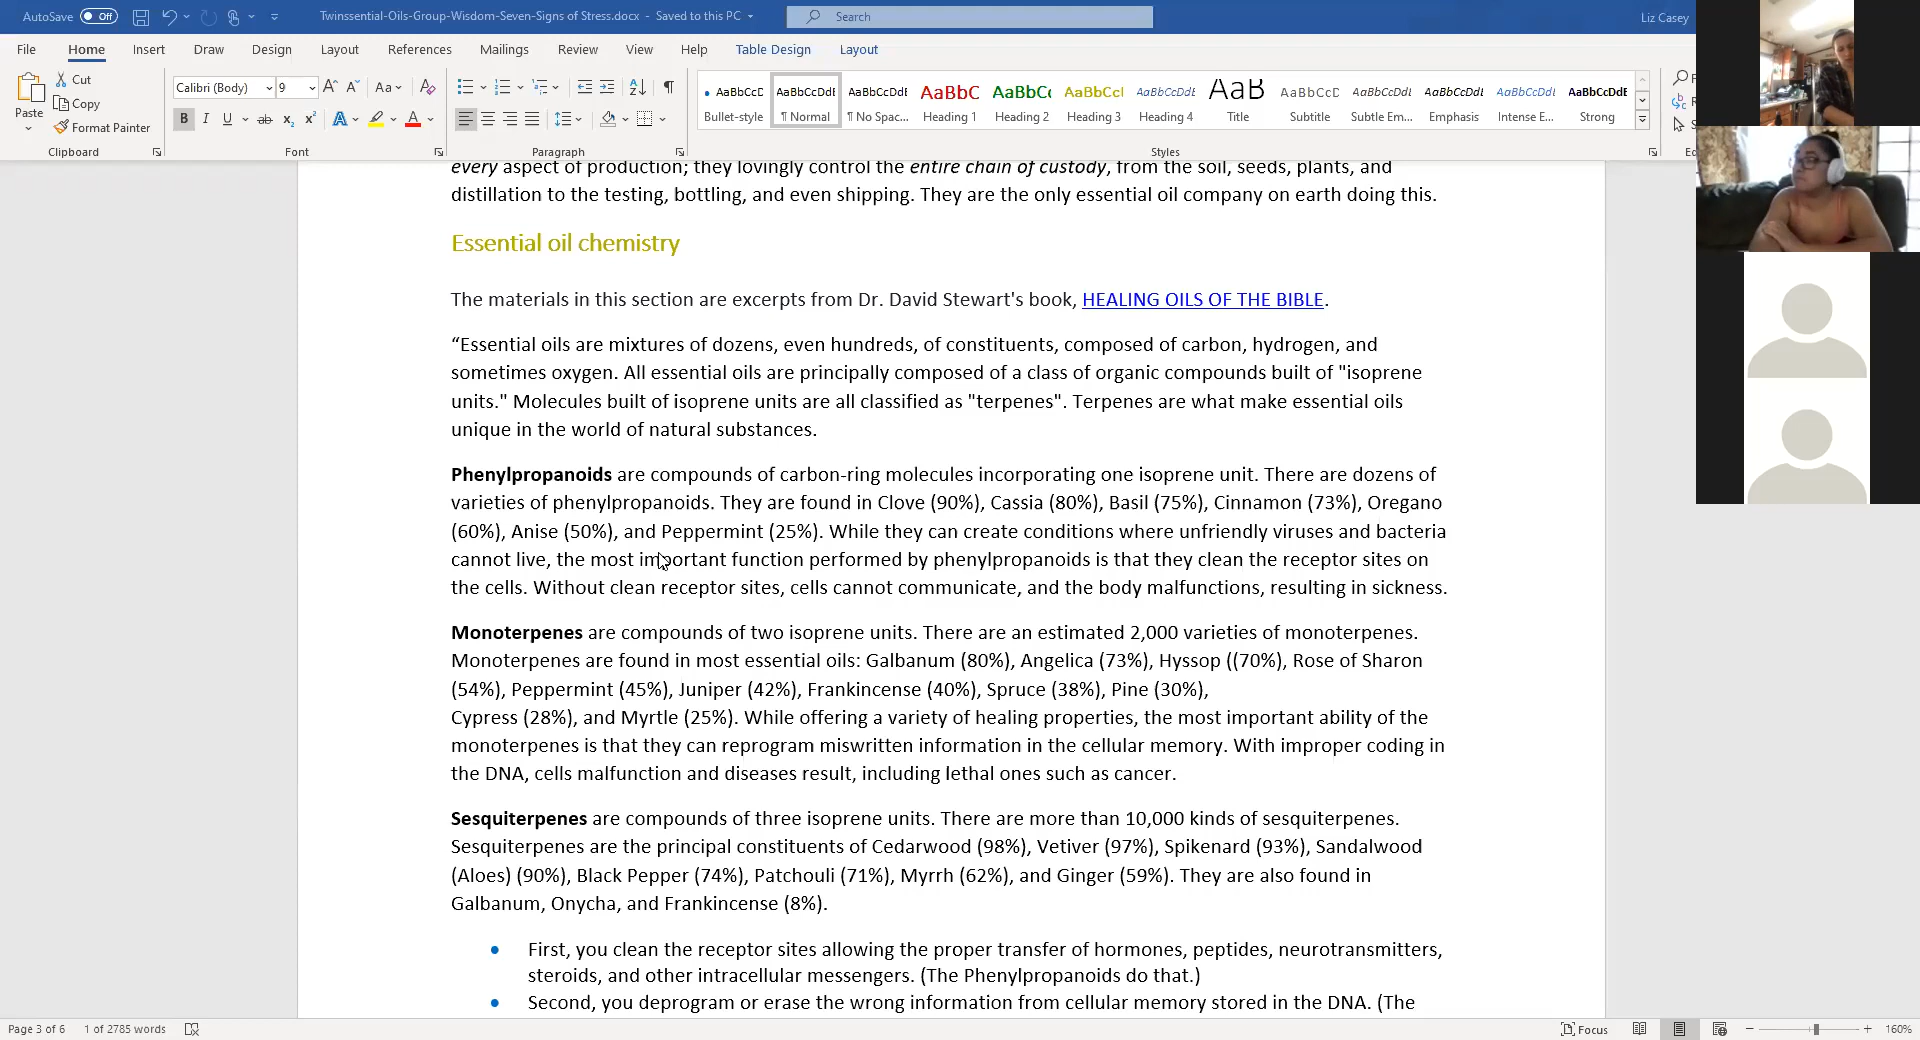 AutoSave Off Twinssential-Oils-Group-Wisdom-Seven-Signs of Stress.docx - Saved to this PC Search Liz Casey
File Home Insert Draw Design Layout References Mailings Review View Help Table Design Layout
Paste Cut Copy Format Painter Clipboard
Calibri (Body) 9 Font
Paragraph
AaBbCcD AaBbCcDdE AaBbCcDdE AaBbC AaBbCc AaBbCcI AaBbCcDdE AaB AaBbCcD AaBbCcDdE AaBbCcDdE AaBbCcDdE AaBbCcDdE
Bullet-style ¶ Normal ¶ No Spac... Heading 1 Heading 2 Heading 3 Heading 4 Title Subtitle Subtle Em... Emphasis Intense E... Strong
Styles
every aspect of production; they lovingly control the entire chain of custody, from the soil, seeds, plants, and
distillation to the testing, bottling, and even shipping. They are the only essential oil company on earth doing this.
Essential oil chemistry
The materials in this section are excerpts from Dr. David Stewart's book, HEALING OILS OF THE BIBLE.
“Essential oils are mixtures of dozens, even hundreds, of constituents, composed of carbon, hydrogen, and
sometimes oxygen. All essential oils are principally composed of a class of organic compounds built of "isoprene
units." Molecules built of isoprene units are all classified as "terpenes". Terpenes are what make essential oils
unique in the world of natural substances.
Phenylpropanoids are compounds of carbon-ring molecules incorporating one isoprene unit. There are dozens of
varieties of phenylpropanoids. They are found in Clove (90%), Cassia (80%), Basil (75%), Cinnamon (73%), Oregano
(60%), Anise (50%), and Peppermint (25%). While they can create conditions where unfriendly viruses and bacteria
cannot live, the most important function performed by phenylpropanoids is that they clean the receptor sites on
the cells. Without clean receptor sites, cells cannot communicate, and the body malfunctions, resulting in sickness.
Monoterpenes are compounds of two isoprene units. There are an estimated 2,000 varieties of monoterpenes.
Monoterpenes are found in most essential oils: Galbanum (80%), Angelica (73%), Hyssop ((70%), Rose of Sharon
(54%), Peppermint (45%), Juniper (42%), Frankincense (40%), Spruce (38%), Pine (30%),
Cypress (28%), and Myrtle (25%). While offering a variety of healing properties, the most important ability of the
monoterpenes is that they can reprogram miswritten information in the cellular memory. With improper coding in
the DNA, cells malfunction and diseases result, including lethal ones such as cancer.
Sesquiterpenes are compounds of three isoprene units. There are more than 10,000 kinds of sesquiterpenes.
Sesquiterpenes are the principal constituents of Cedarwood (98%), Vetiver (97%), Spikenard (93%), Sandalwood
(Aloes) (90%), Black Pepper (74%), Patchouli (71%), Myrrh (62%), and Ginger (59%). They are also found in
Galbanum, Onycha, and Frankincense (8%).
• First, you clean the receptor sites allowing the proper transfer of hormones, peptides, neurotransmitters,
steroids, and other intracellular messengers. (The Phenylpropanoids do that.)
• Second, you deprogram or erase the wrong information from cellular memory stored in the DNA. (The
Page 3 of 6 1 of 2785 words Focus 160%